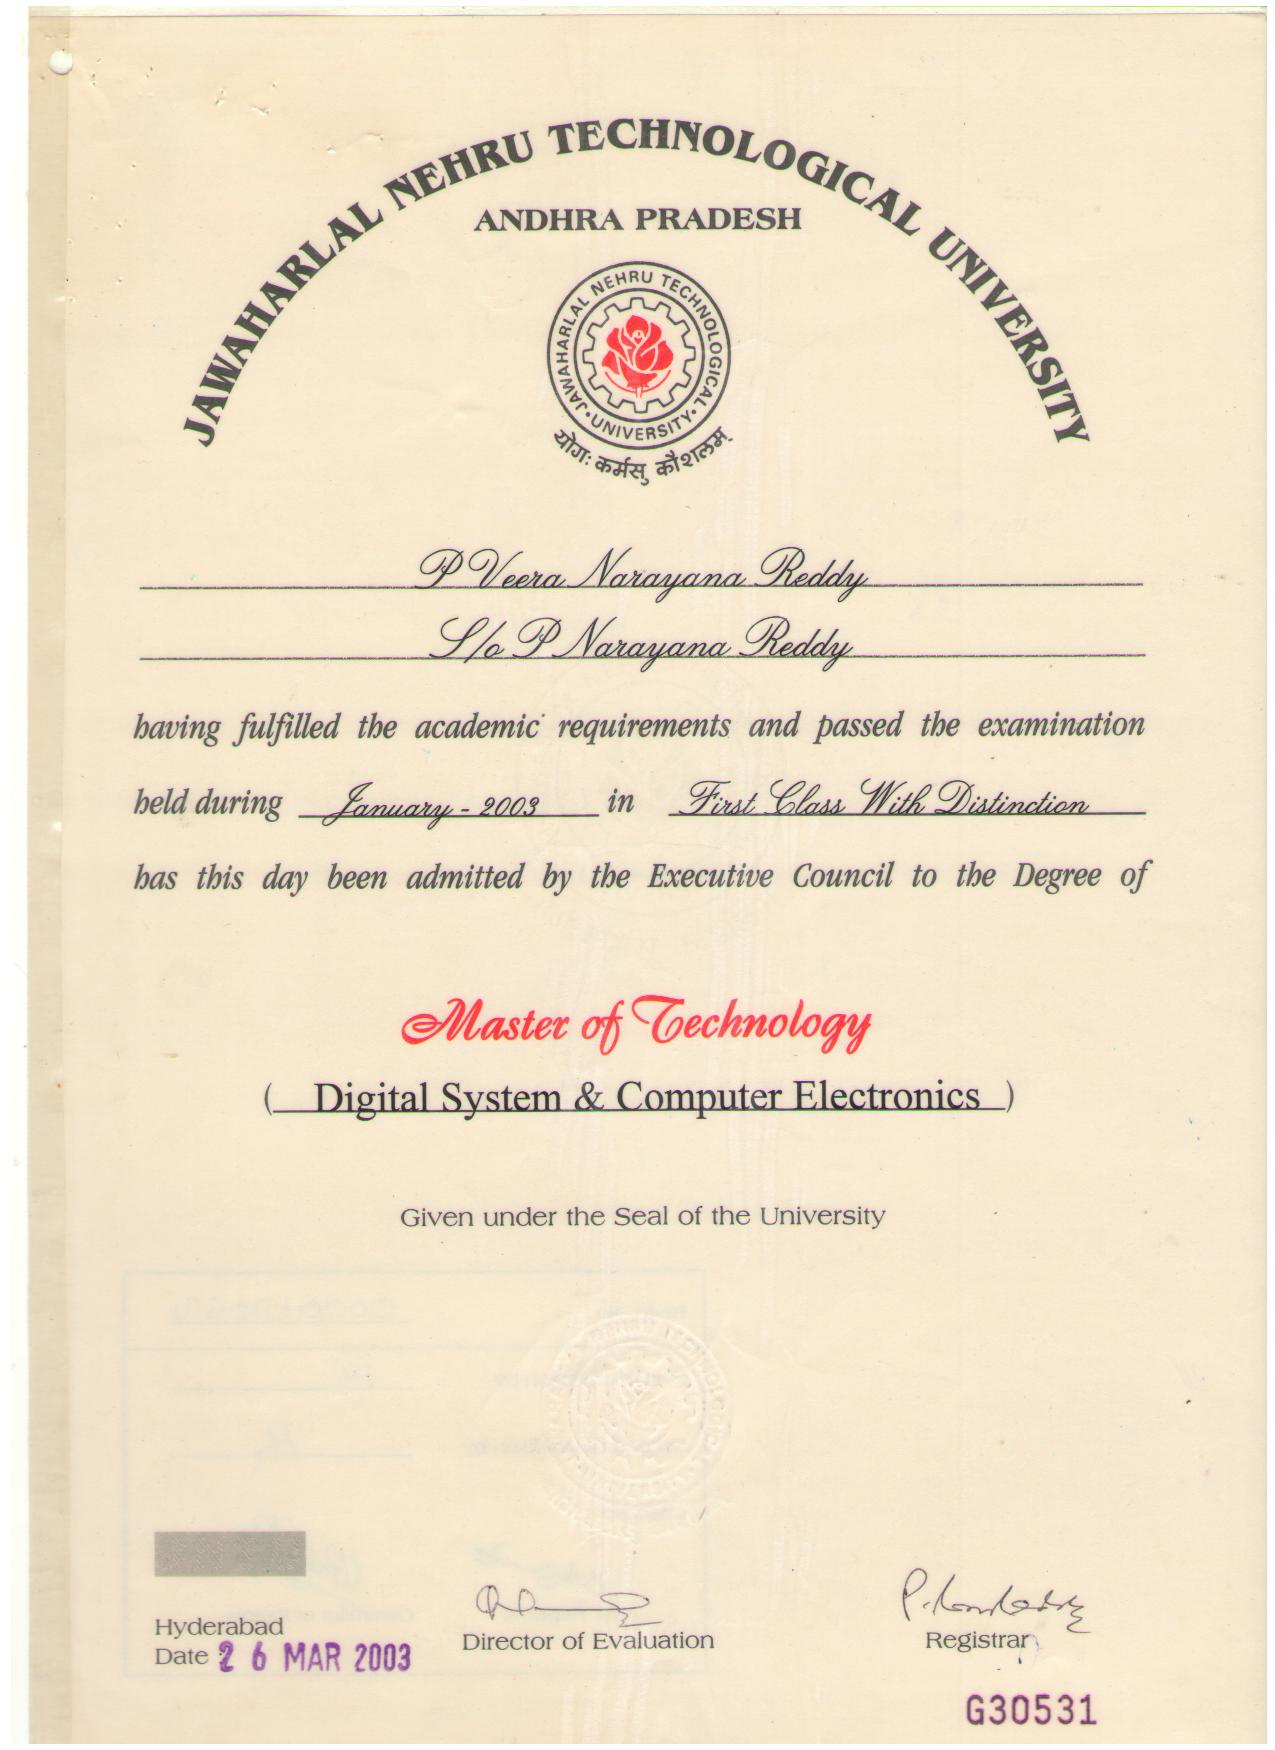 JAWAHARLAL NEHRU TECHNOLOGICAL UNIVERSITY
ANDHRA PRADESH
JAWAHARLAL NEHRU TECHNOLOGICAL
• UNIVERSITY •
योगः कर्मसु कौशलम्
P Veera Narayana Reddy
S/o P Narayana Reddy
having fulfilled the academic requirements and passed the examination
held during January - 2003 in First Class With Distinction
has this day been admitted by the Executive Council to the Degree of
Master of Technology
( Digital System & Computer Electronics )
Given under the Seal of the University
Hyderabad
Date 26 MAR 2003
Director of Evaluation
Registrar
G30531